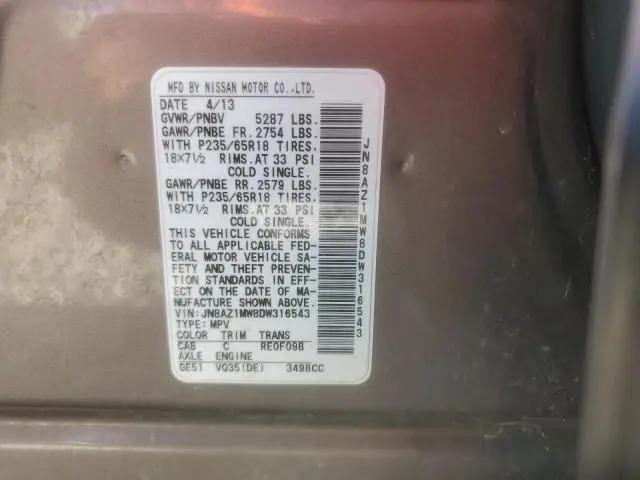 MFD BY NISSAN MOTOR CO.,LTD.
DATE 4/13
GVWR/PNBV 5287 LBS.
GAWR/PNBE FR. 2754 LBS.
WITH P235/65R18 TIRES.
18X7½ RIMS.AT 33 PSI
COLD SINGLE.
GAWR/PNBE RR. 2579 LBS.
WITH P235/65R18 TIRES.
18X7½ RIMS.AT 33 PSI
COLD SINGLE.
THIS VEHICLE CONFORMS
TO ALL APPLICABLE FED-
ERAL MOTOR VEHICLE SA-
FETY AND THEFT PREVEN-
TION STANDARDS IN EFF-
ECT ON THE DATE OF MA-
NUFACTURE SHOWN ABOVE.
VIN:JN8AZ1MW8DW316543
TYPE:MPV
COLOR TRIM TRANS
CAB C RE0F09B
AXLE ENGINE
GE51 VQ35(DE) 3498CC
JN8AZ1MW8DW316543